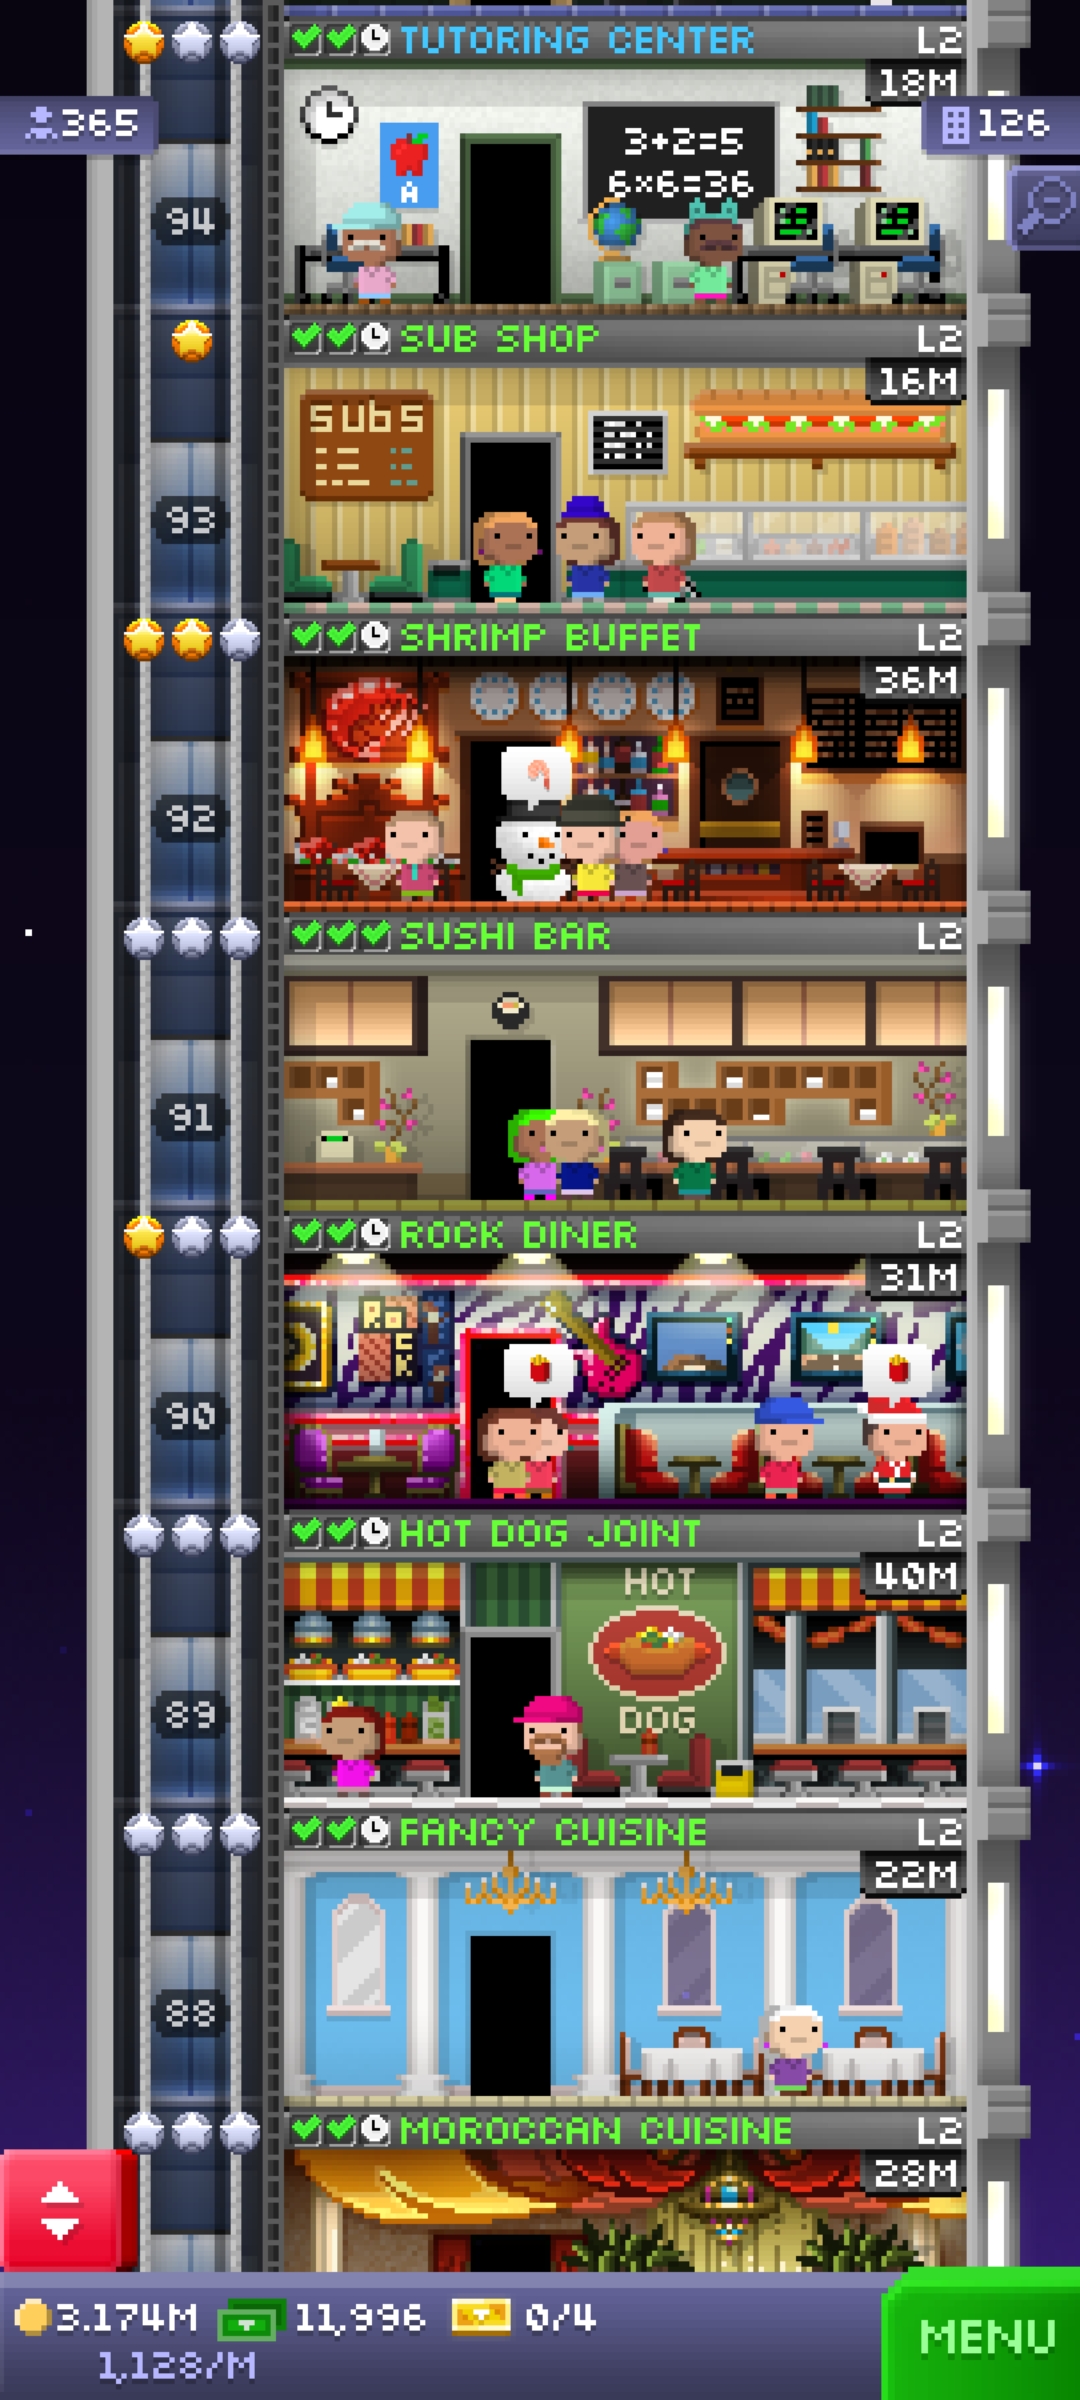 TUTORING CENTER L2
18M
365
126
3+2=5
6×6=36
A
94
SUB SHOP L2
16M
subs
93
SHRIMP BUFFET L2
36M
92
SUSHI BAR L2
91
ROCK DINER L2
31M
ROCK
90
HOT DOG JOINT L2
40M
HOT
DOG
89
FANCY CUISINE L2
22M
88
MOROCCAN CUISINE L2
28M
3.174M 11,996 0/4
1,128/M
MENU